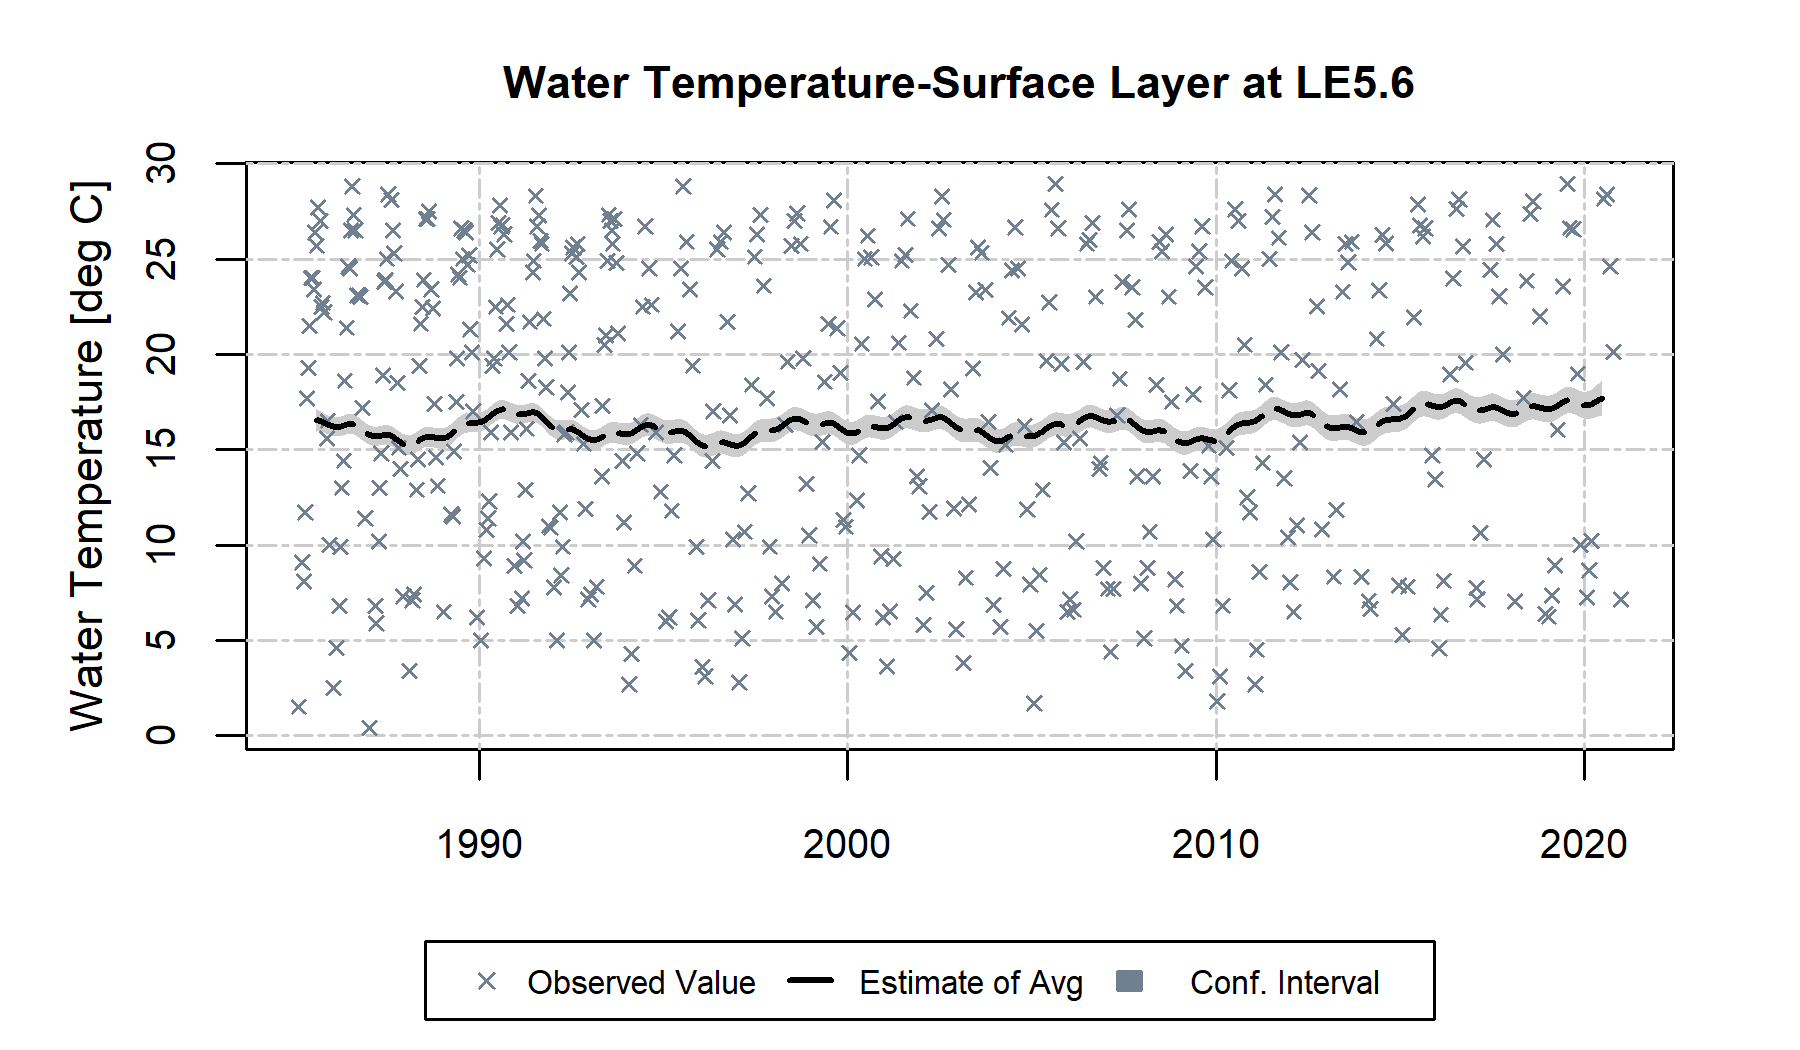 Water Temperature-Surface Layer at LE5.6
Water Temperature [deg C]
30
25
20
15
10
5
0
1990 2000 2010 2020
Observed Value Estimate of Avg Conf. Interval